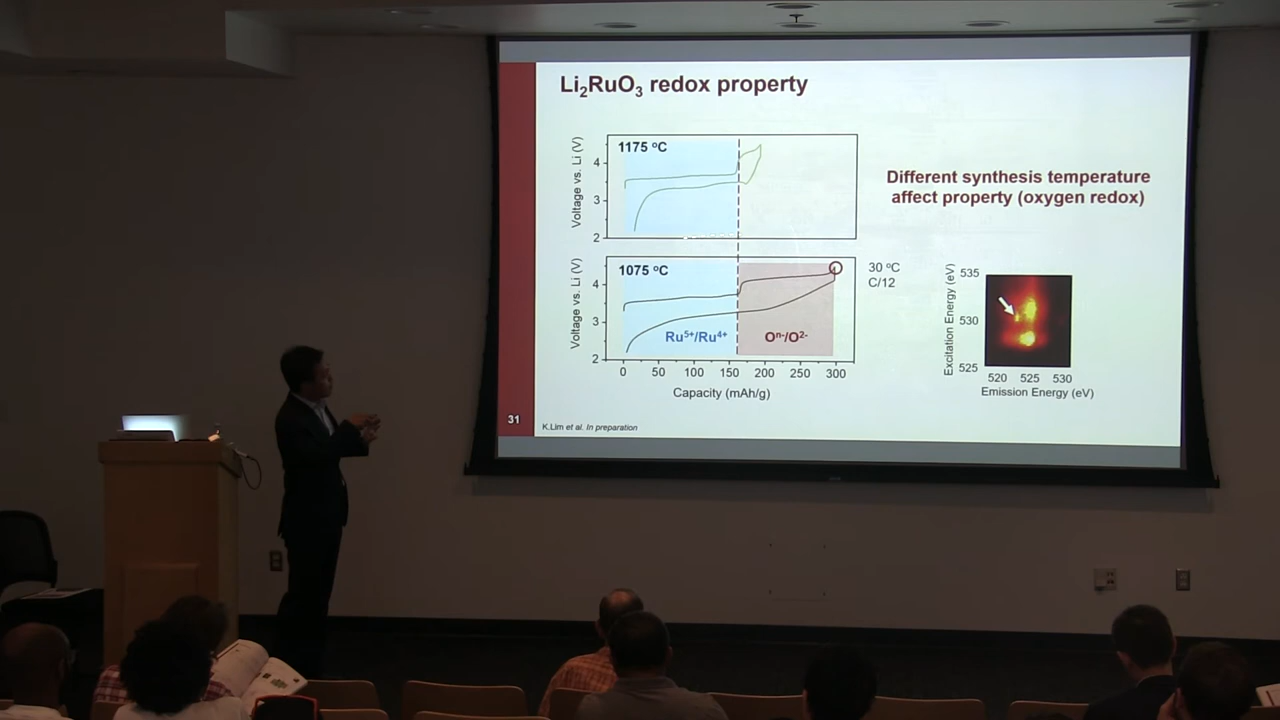 Li₂RuO₃ redox property
Voltage vs. Li (V)
4
3
2
1175 ºC
Different synthesis temperature
affect property (oxygen redox)
Voltage vs. Li (V)
4
3
2
1075 ºC
Ru⁵⁺/Ru⁴⁺
Oⁿ⁻/O²⁻
0 50 100 150 200 250 300
Capacity (mAh/g)
30 ºC
C/12
Excitation Energy (eV)
535
530
525
520 525 530
Emission Energy (eV)
31
K.Lim et al. In preparation